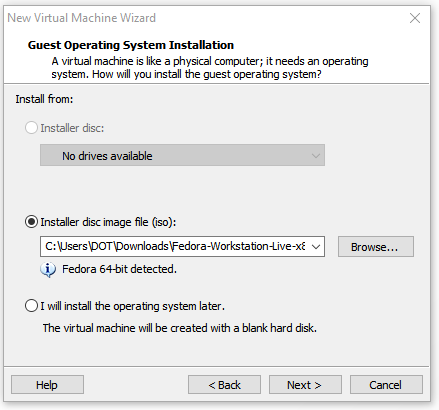 New Virtual Machine Wizard
Guest Operating System Installation
A virtual machine is like a physical computer; it needs an operating
system. How will you install the guest operating system?
Install from:
Installer disc:
No drives available
Installer disc image file (iso):
C:\Users\DOT\Downloads\Fedora-Workstation-Live-x8
Browse...
Fedora 64-bit detected.
I will install the operating system later.
The virtual machine will be created with a blank hard disk.
Help
< Back
Next >
Cancel